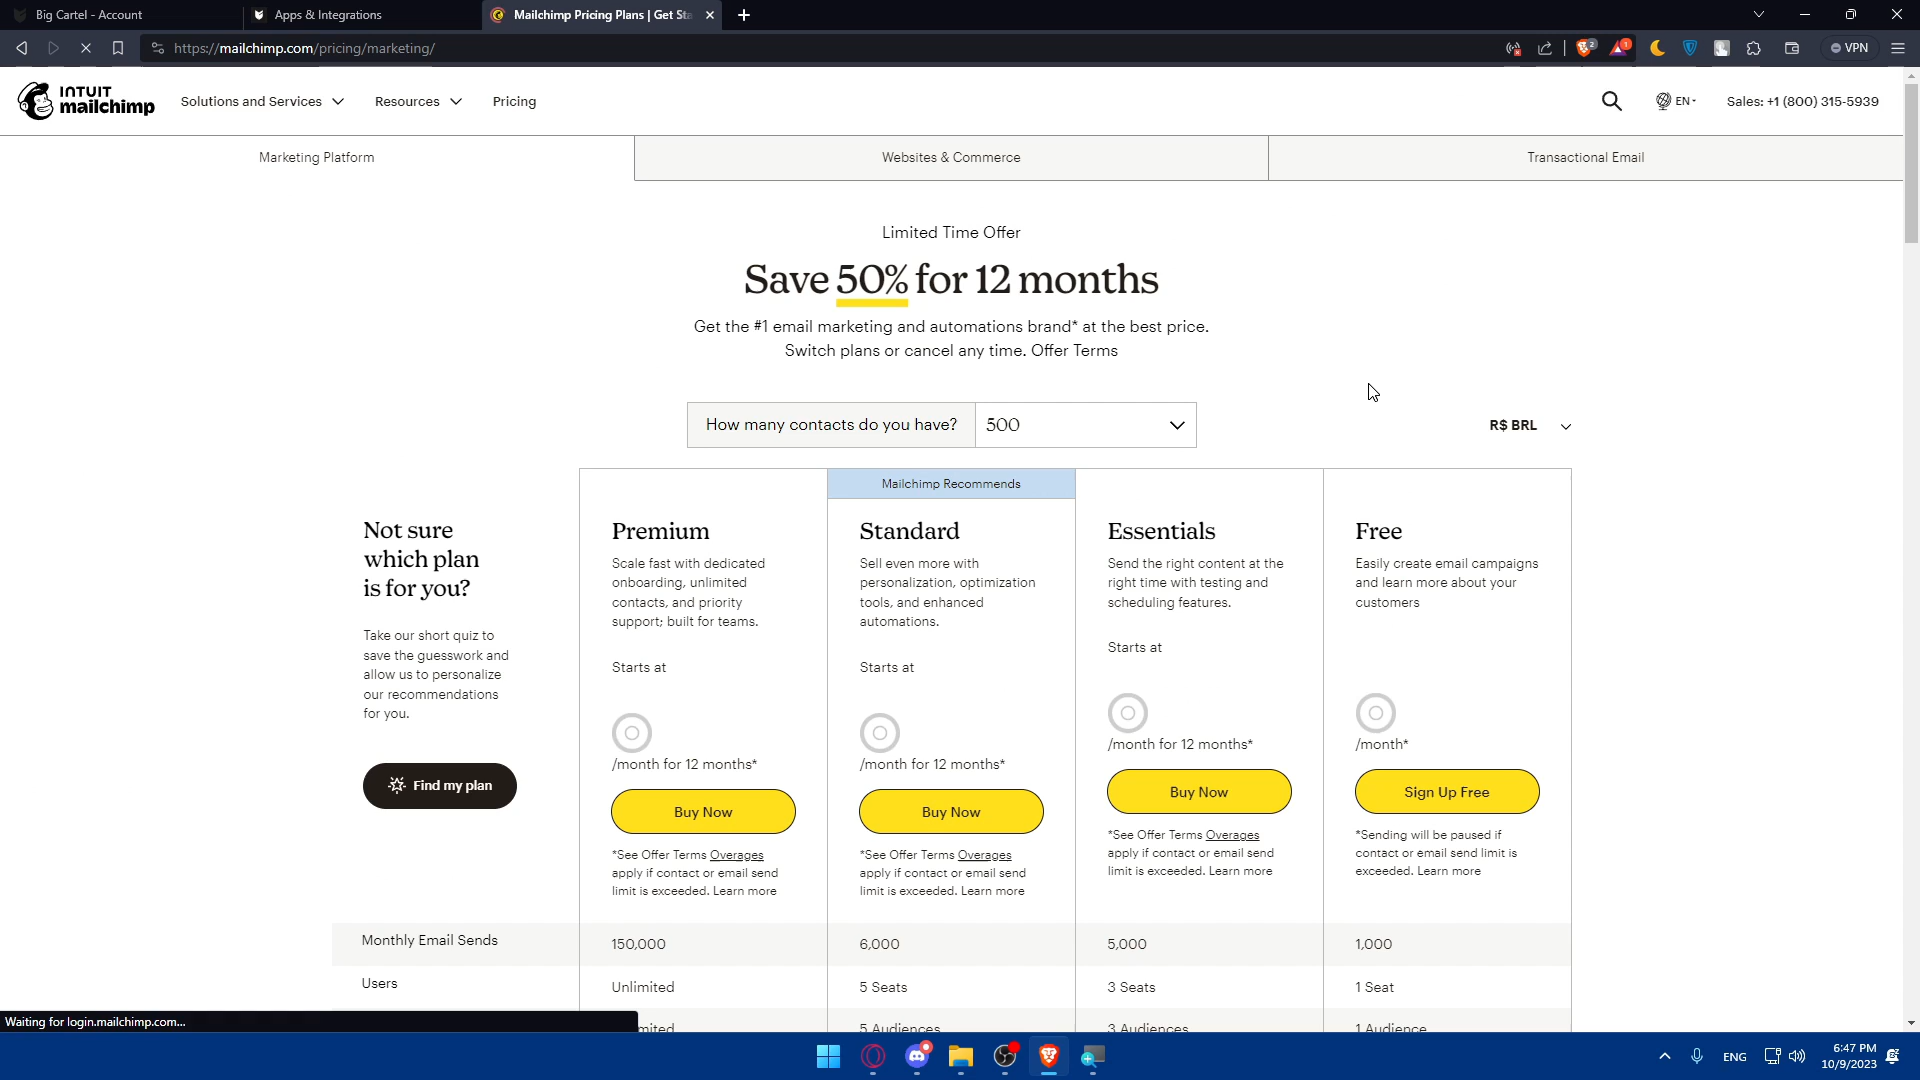 Big Cartel - Account
Apps & Integrations
Mailchimp Pricing Plans | Get Sta
https://mailchimp.com/pricing/marketing/
VPN
INTUIT
mailchimp
Solutions and Services
Resources
Pricing
EN
Sales: +1 (800) 315-5939
Marketing Platform
Websites & Commerce
Transactional Email
Limited Time Offer
Save 50% for 12 months
Get the #1 email marketing and automations brand* at the best price.
Switch plans or cancel any time. Offer Terms
How many contacts do you have?
500
R$ BRL
Not sure
which plan
is for you?
Take our short quiz to
save the guesswork and
allow us to personalize
our recommendations
for you.
Find my plan
Premium
Scale fast with dedicated
onboarding, unlimited
contacts, and priority
support; built for teams.
Starts at
/month for 12 months*
Buy Now
*See Offer Terms Overages
apply if contact or email send
limit is exceeded. Learn more
Mailchimp Recommends
Standard
Sell even more with
personalization, optimization
tools, and enhanced
automations.
Starts at
/month for 12 months*
Buy Now
*See Offer Terms Overages
apply if contact or email send
limit is exceeded. Learn more
Essentials
Send the right content at the
right time with testing and
scheduling features.
Starts at
/month for 12 months*
Buy Now
*See Offer Terms Overages
apply if contact or email send
limit is exceeded. Learn more
Free
Easily create email campaigns
and learn more about your
customers
/month*
Sign Up Free
*Sending will be paused if
contact or email send limit is
exceeded. Learn more
Monthly Email Sends
150,000
6,000
5,000
1,000
Users
Unlimited
5 Seats
3 Seats
1 Seat
5 Audiences
3 Audiences
1 Audience
Waiting for login.mailchimp.com...
ENG
6:47 PM
10/9/2023